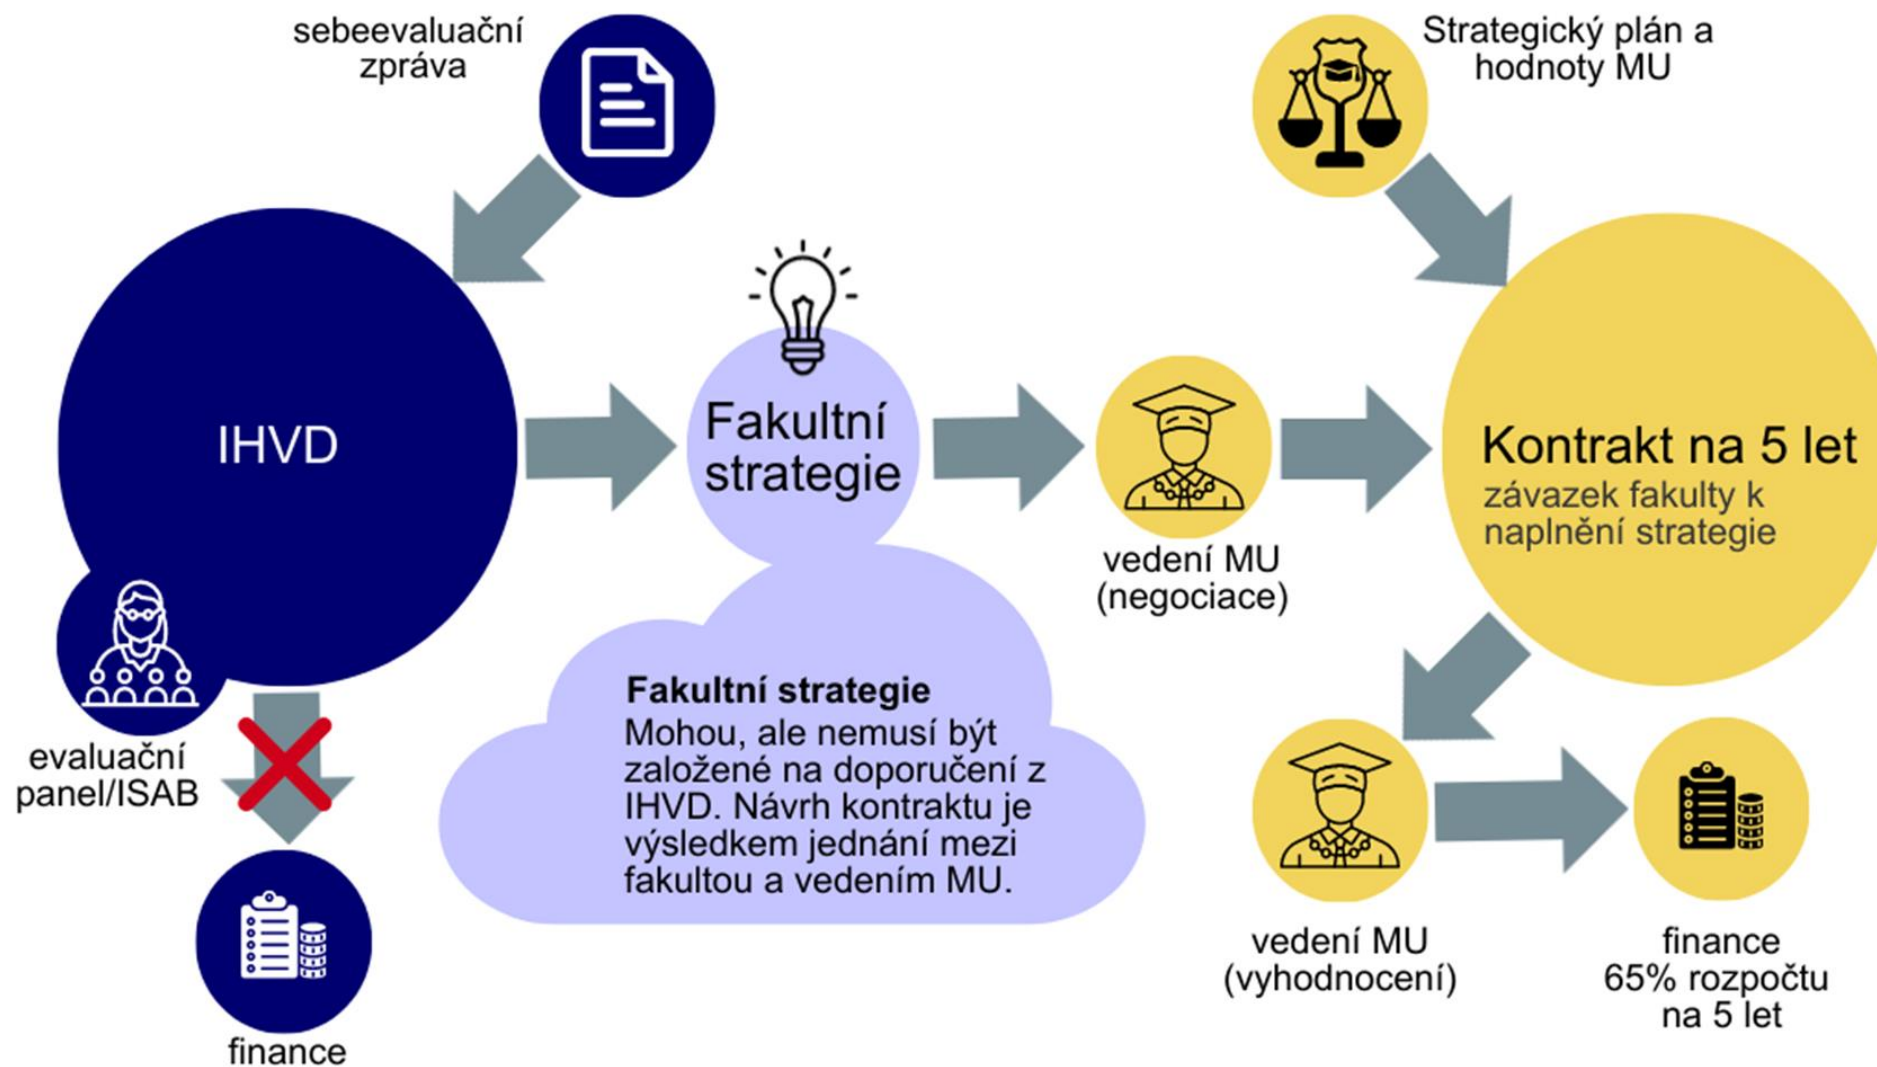 sebeevaluační
zpráva
Strategický plán a
hodnoty MU
IHVD
Fakultní
strategie
Kontrakt na 5 let
závazek fakulty k
naplnění strategie
vedení MU
(negociace)
Fakultní strategie
Mohou, ale nemusí být
založené na doporučení z
IHVD. Návrh kontraktu je
výsledkem jednání mezi
fakultou a vedením MU.
evaluační
panel/ISAB
finance
vedení MU
(vyhodnocení)
finance
65% rozpočtu
na 5 let